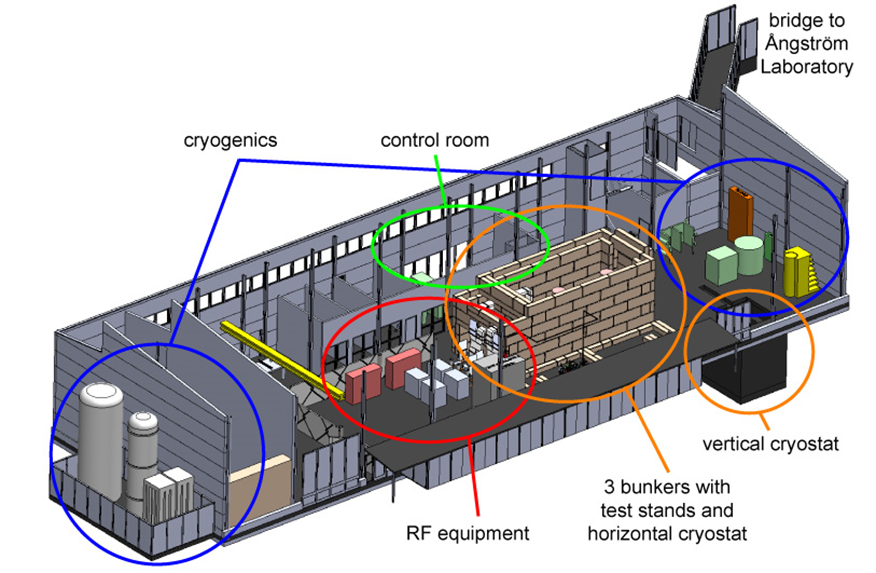 bridge to
Ångström
Laboratory
cryogenics
control room
vertical cryostat
3 bunkers with
test stands and
horizontal cryostat
RF equipment